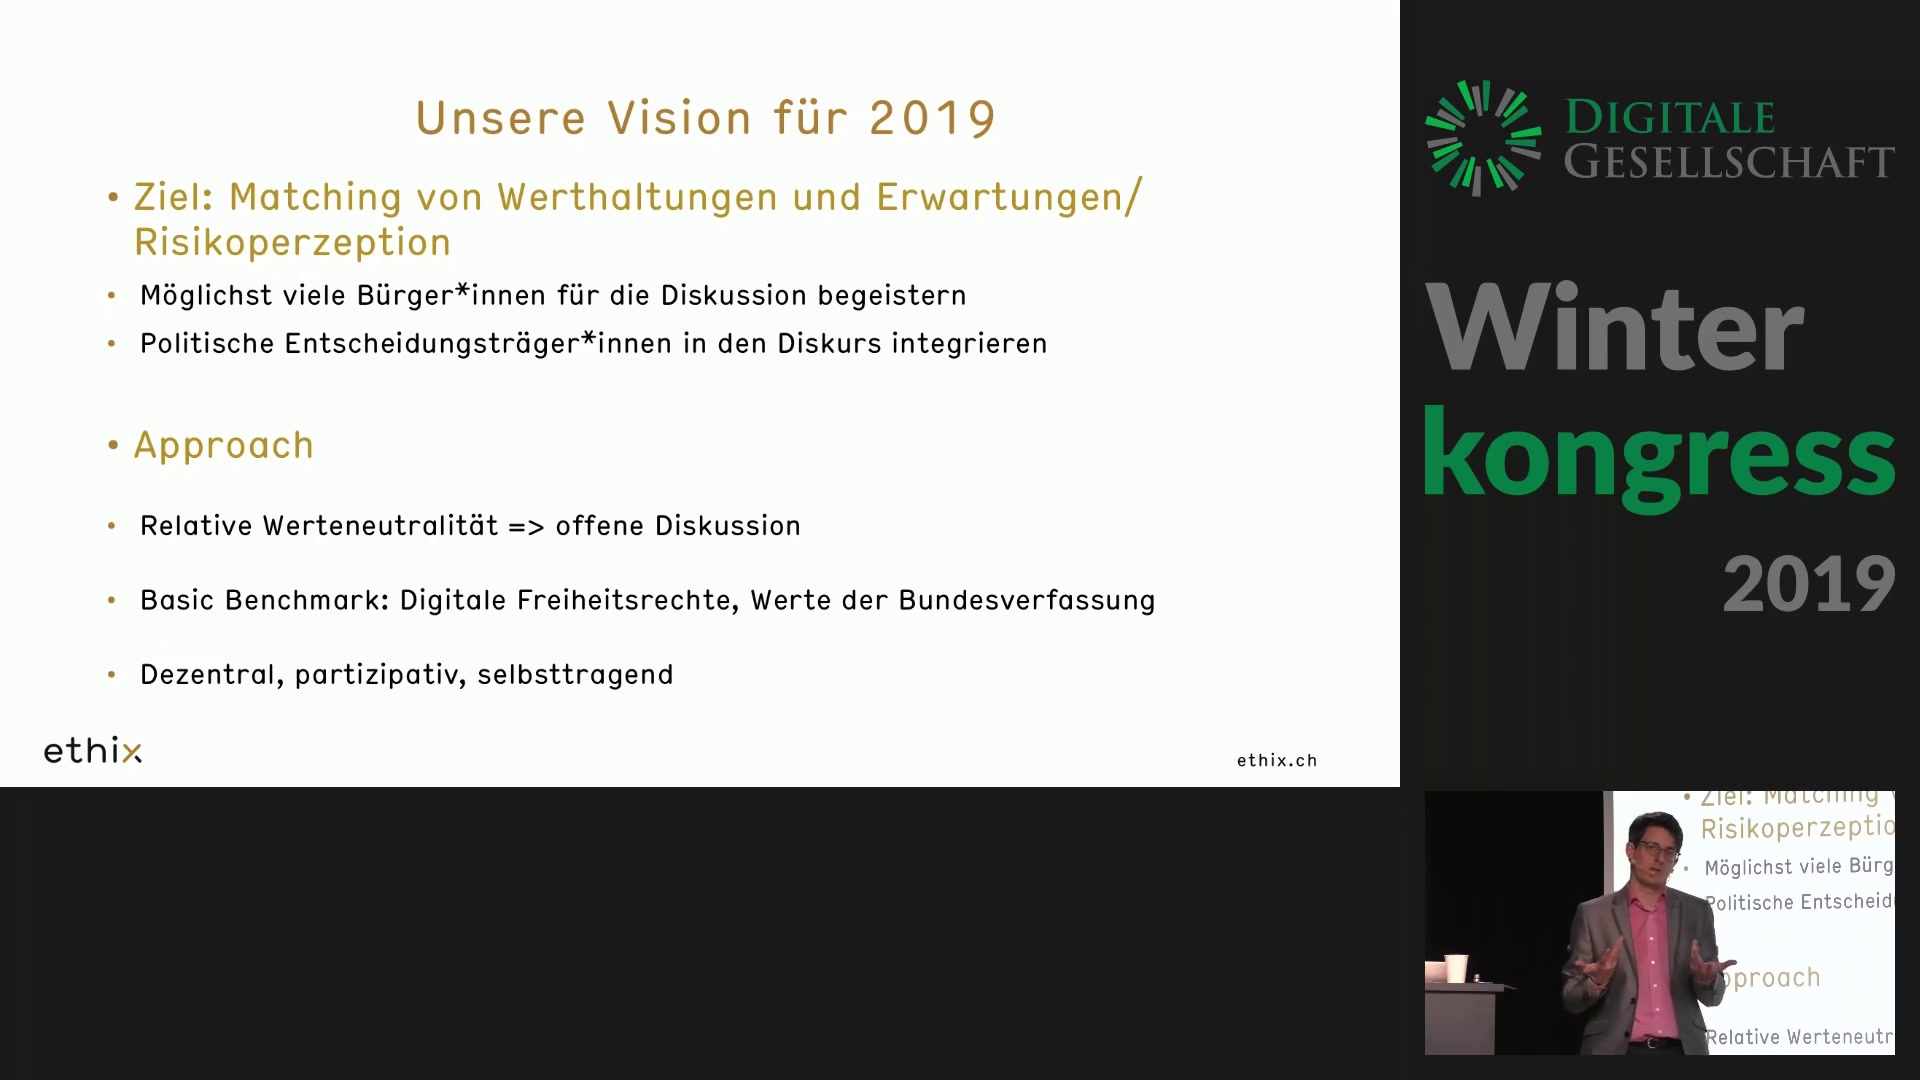 Unsere Vision für 2019
• Ziel: Matching von Werthaltungen und Erwartungen/
Risikoperzeption
• Möglichst viele Bürger*innen für die Diskussion begeistern
• Politische Entscheidungsträger*innen in den Diskurs integrieren
• Approach
• Relative Werteneutralität => offene Diskussion
• Basic Benchmark: Digitale Freiheitsrechte, Werte der Bundesverfassung
• Dezentral, partizipativ, selbsttragend
ethix
ethix.ch
DIGITALE
GESELLSCHAFT
Winter
kongress
2019
• Ziel: Matching
Risikoperzeptio
• Möglichst viele Bürg
Politische Entscheid
pproach
Relative Werteneutr